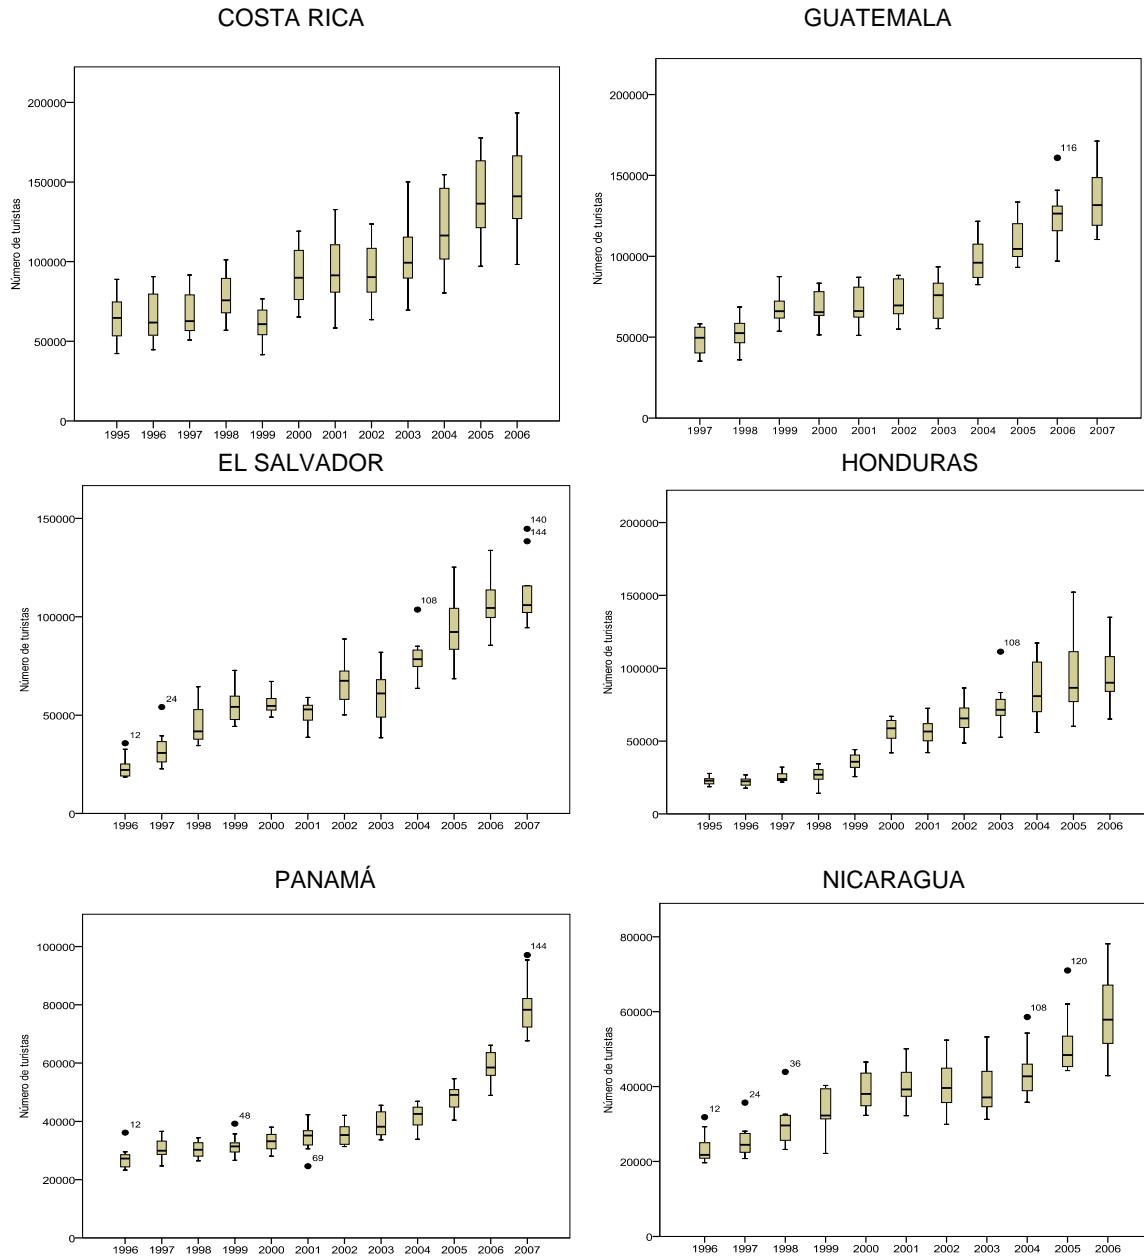 COSTA RICA
Número de turistas
200000
150000
100000
50000
0
1995 1996 1997 1998 1999 2000 2001 2002 2003 2004 2005 2006
GUATEMALA
Número de turistas
200000
150000
100000
50000
0
116
1997 1998 1999 2000 2001 2002 2003 2004 2005 2006 2007
EL SALVADOR
Número de turistas
150000
100000
50000
0
140
144
108
24
12
1996 1997 1998 1999 2000 2001 2002 2003 2004 2005 2006 2007
HONDURAS
Número de turistas
200000
150000
100000
50000
0
108
1995 1996 1997 1998 1999 2000 2001 2002 2003 2004 2005 2006
PANAMÁ
Número de turistas
100000
80000
60000
40000
20000
0
144
48
12
69
1996 1997 1998 1999 2000 2001 2002 2003 2004 2005 2006 2007
NICARAGUA
Número de turistas
80000
60000
40000
20000
0
120
108
36
24
12
1996 1997 1998 1999 2000 2001 2002 2003 2004 2005 2006